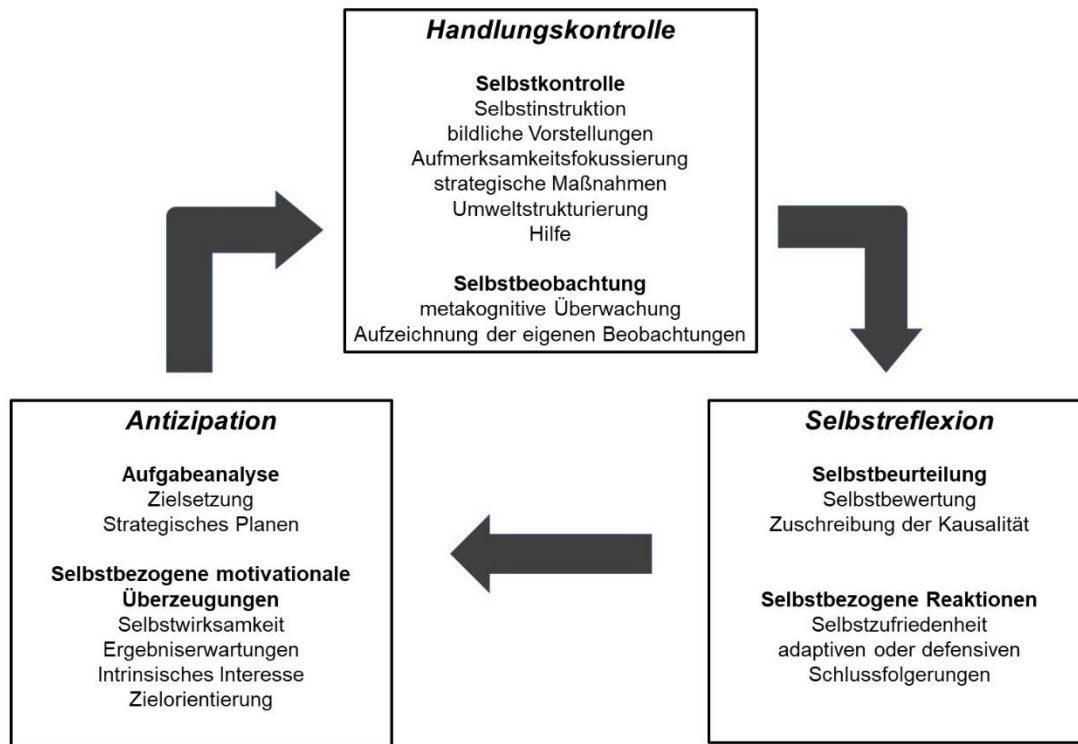 Handlungskontrolle
Selbstkontrolle
Selbstinstruktion
bildliche Vorstellungen
Aufmerksamkeitsfokussierung
strategische Maßnahmen
Umweltstrukturierung
Hilfe
Selbstbeobachtung
metakognitive Überwachung
Aufzeichnung der eigenen Beobachtungen
Antizipation
Aufgabeanalyse
Zielsetzung
Strategisches Planen
Selbstbezogene motivationale
Überzeugungen
Selbstwirksamkeit
Ergebniserwartungen
Intrinsisches Interesse
Zielorientierung
Selbstreflexion
Selbstbeurteilung
Selbstbewertung
Zuschreibung der Kausalität
Selbstbezogene Reaktionen
Selbstzufriedenheit
adaptiven oder defensiven
Schlussfolgerungen